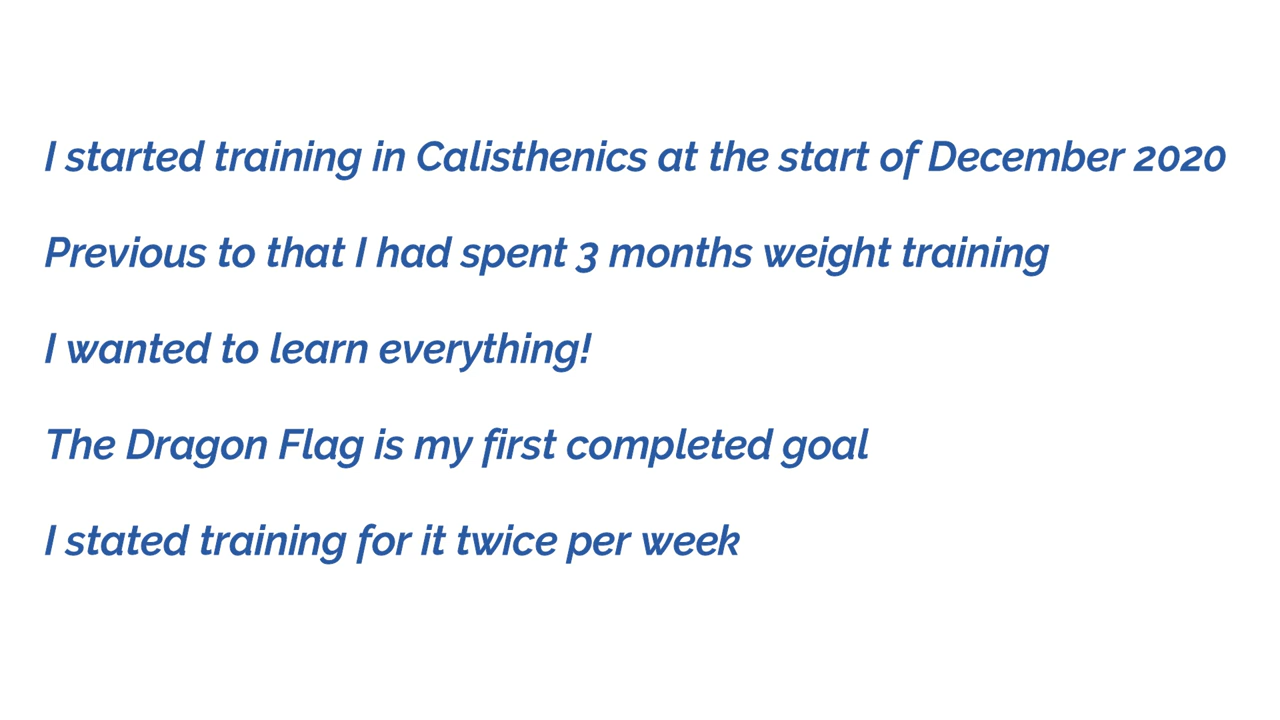 I started training in Calisthenics at the start of December 2020
Previous to that I had spent 3 months weight training
I wanted to learn everything!
The Dragon Flag is my first completed goal
I stated training for it twice per week